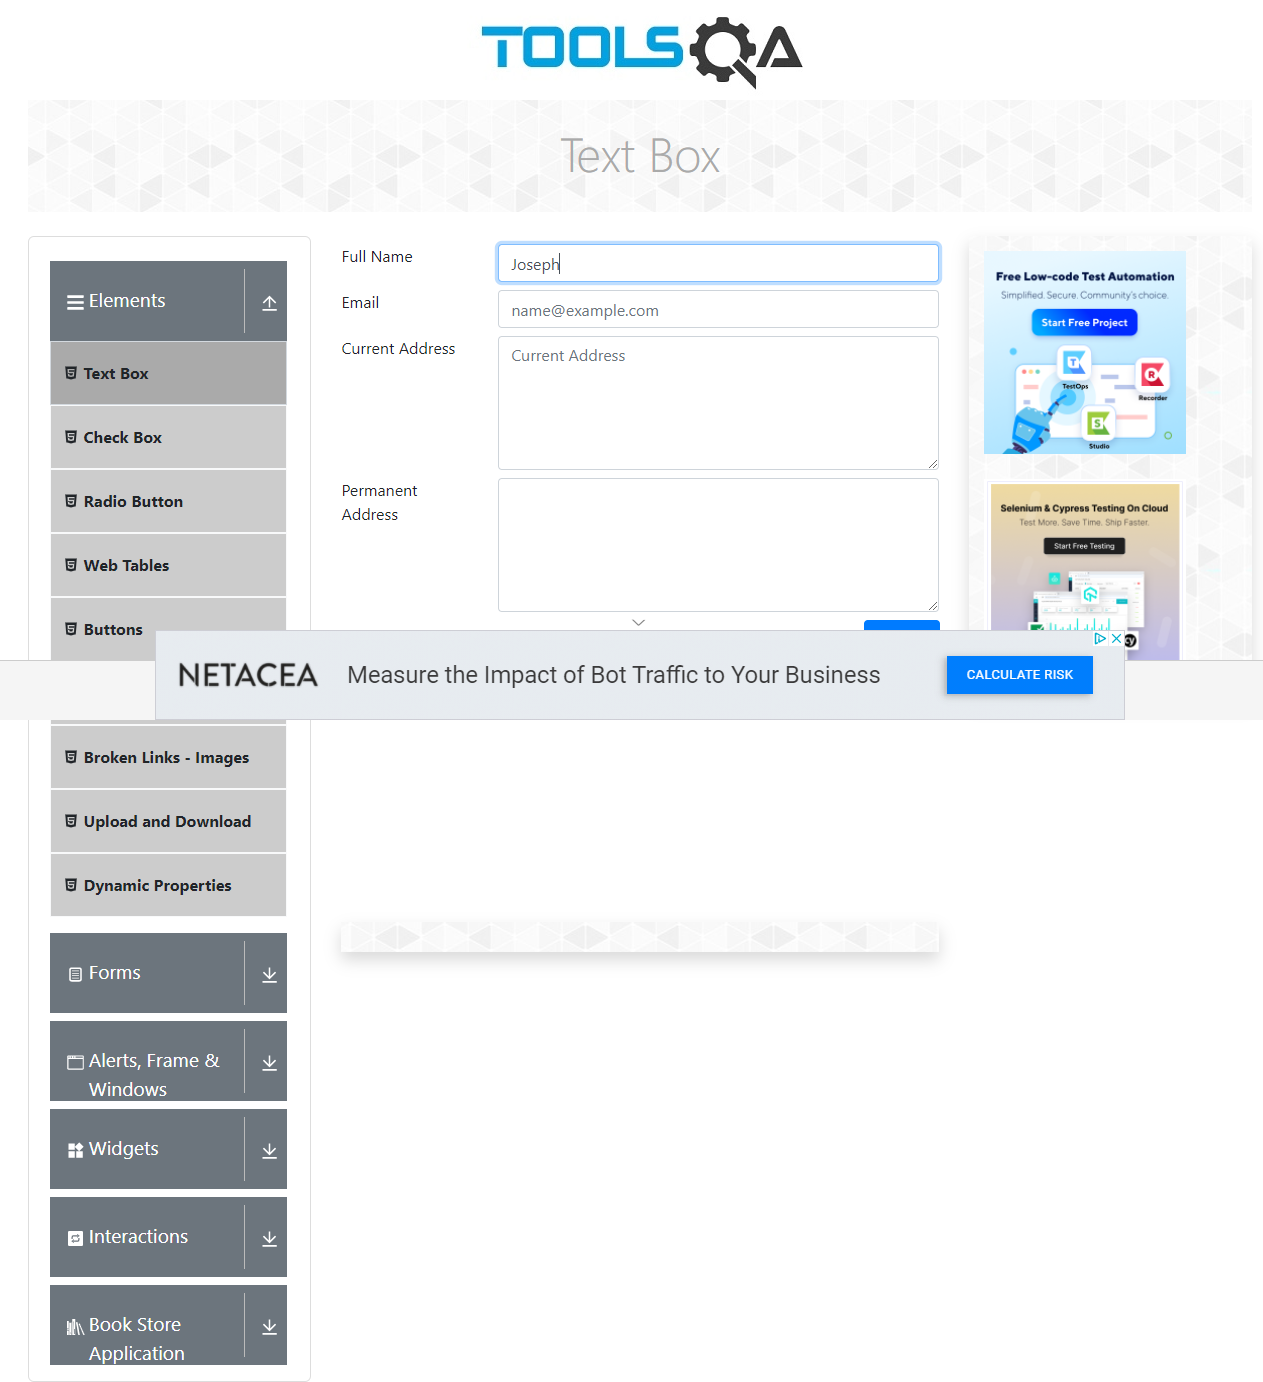 TOOLSQA
Text Box
Elements
Text Box
Check Box
Radio Button
Web Tables
Buttons
Broken Links - Images
Upload and Download
Dynamic Properties
Forms
Alerts, Frame &
Windows
Widgets
Interactions
Book Store
Application
Full Name
Joseph
Email
name@example.com
Current Address
Current Address
Permanent
Address
Free Low-code Test Automation
Simplified. Secure. Community's choice.
Start Free Project
TestOps
Recorder
Studio
Selenium & Cypress Testing On Cloud
Test More. Save Time. Ship Faster.
Start Free Testing
NETACEA
Measure the Impact of Bot Traffic to Your Business
CALCULATE RISK